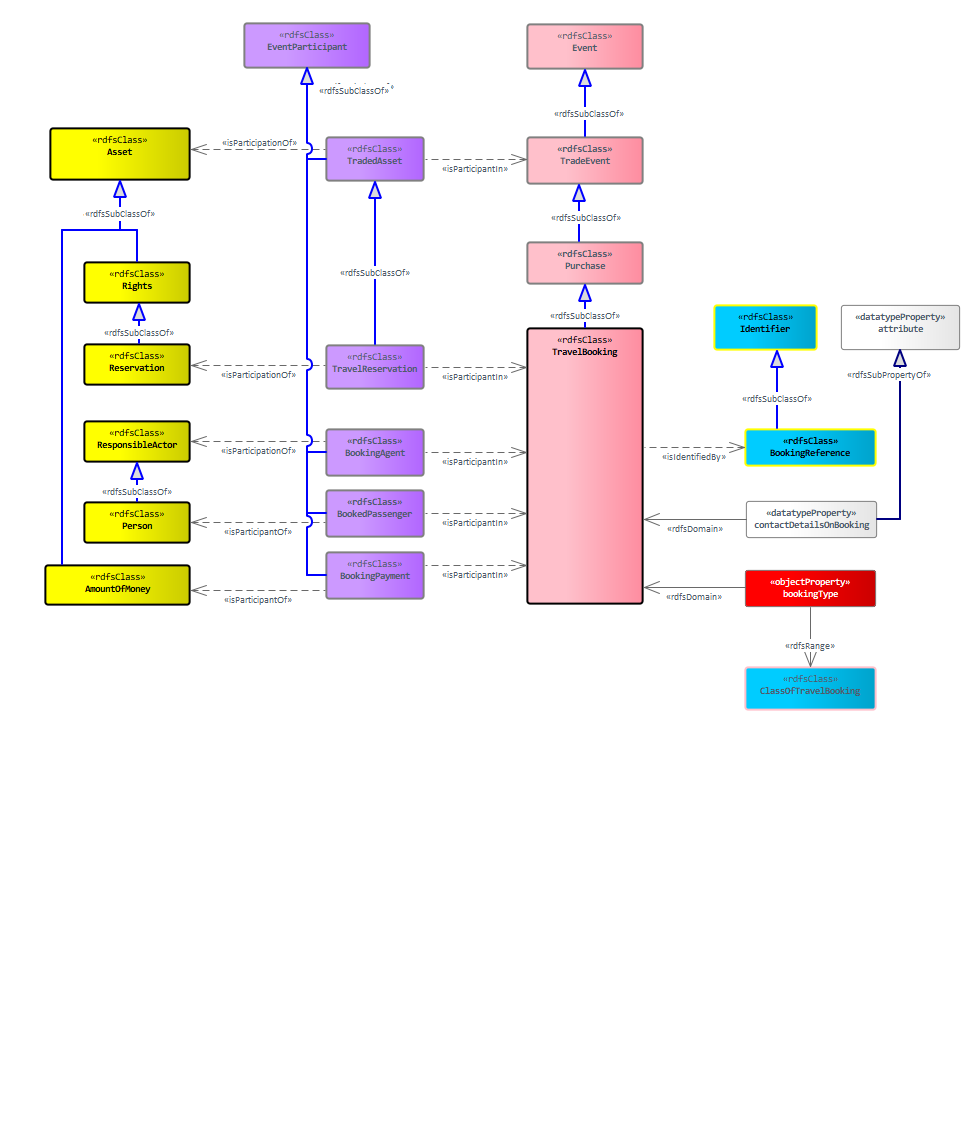 «rdfsClass»
EventParticipant
«rdfsClass»
Event
«rdfsSubClassOf»
«rdfsSubClassOf»
«rdfsClass»
Asset
«isParticipationOf»
«rdfsClass»
TradedAsset
«isParticipantIn»
«rdfsClass»
TradeEvent
«rdfsSubClassOf»
«rdfsSubClassOf»
«rdfsClass»
Rights
«rdfsSubClassOf»
«rdfsClass»
Purchase
«rdfsSubClassOf»
«rdfsSubClassOf»
«rdfsClass»
Reservation
«isParticipationOf»
«rdfsClass»
TravelReservation
«isParticipantIn»
«rdfsClass»
TravelBooking
«rdfsClass»
Identifier
«datatypeProperty»
attribute
«rdfsSubClassOf»
«rdfsSubPropertyOf»
«rdfsClass»
ResponsibleActor
«isParticipationOf»
«rdfsClass»
BookingAgent
«isParticipantIn»
«isIdentifiedBy»
«rdfsClass»
BookingReference
«rdfsSubClassOf»
«rdfsClass»
Person
«isParticipantOf»
«rdfsClass»
BookedPassenger
«isParticipantIn»
«rdfsDomain»
«datatypeProperty»
contactDetailsOnBooking
«rdfsClass»
AmountOfMoney
«isParticipantOf»
«rdfsClass»
BookingPayment
«isParticipantIn»
«rdfsDomain»
«objectProperty»
bookingType
«rdfsRange»
«rdfsClass»
ClassOfTravelBooking